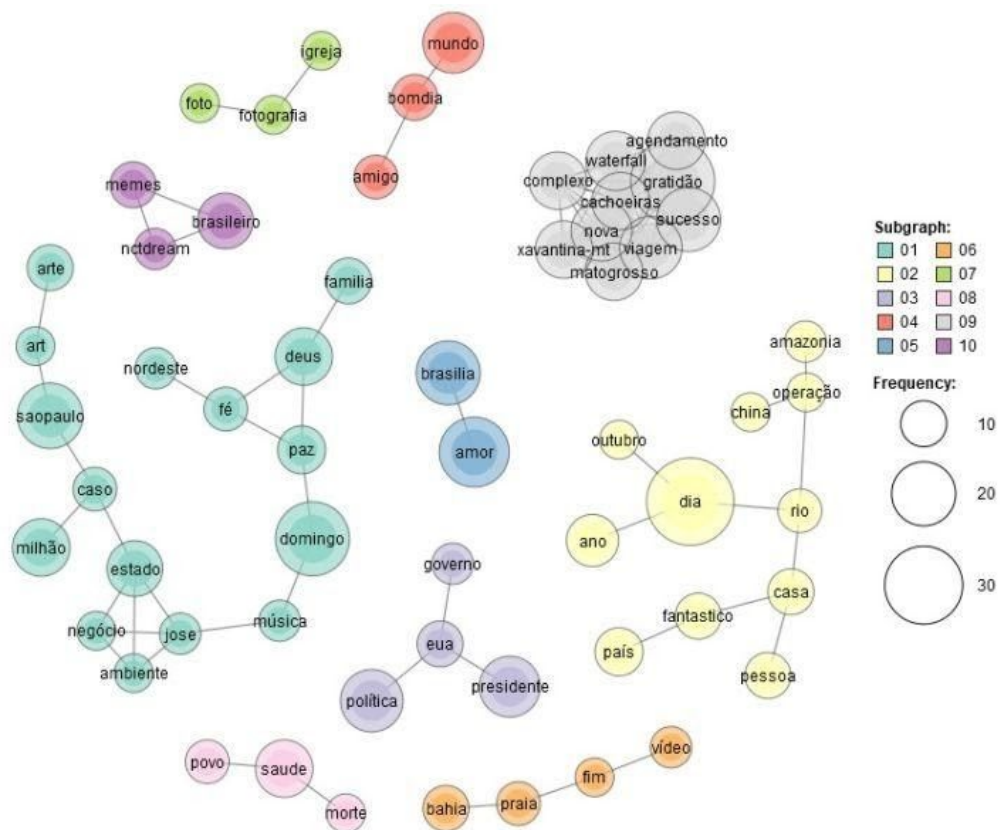 mundo
igreja
bomdia
foto
fotografia
amigo
agendamento
waterfall
complexo
gratidão
cachoeiras
sucesso
nova
xavantina-mt
viagem
matogrosso
memes
brasileiro
nctdream
Subgraph:
01 06
02 07
03 08
04 09
05 10
Frequency:
10
20
30
arte
familia
art
deus
nordeste
saopaulo
fé
paz
caso
milhão
domingo
estado
negócio
jose
música
ambiente
brasilia
amor
amazonia
operação
china
outubro
dia
rio
ano
casa
fantastico
país
pessoa
governo
eua
política
presidente
povo
saude
morte
vídeo
fim
praia
bahia